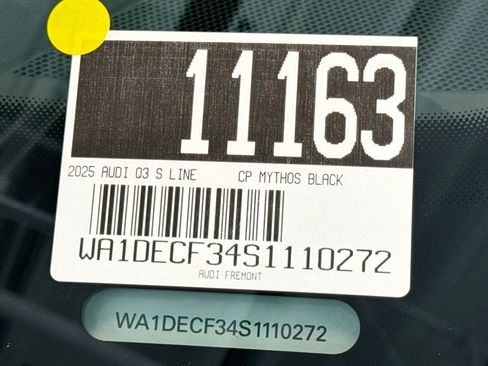 11163
2025 AUDI Q3 S LINE CP MYTHOS BLACK
WA1DECF34S1110272
AUDI FREMONT
WA1DECF34S1110272